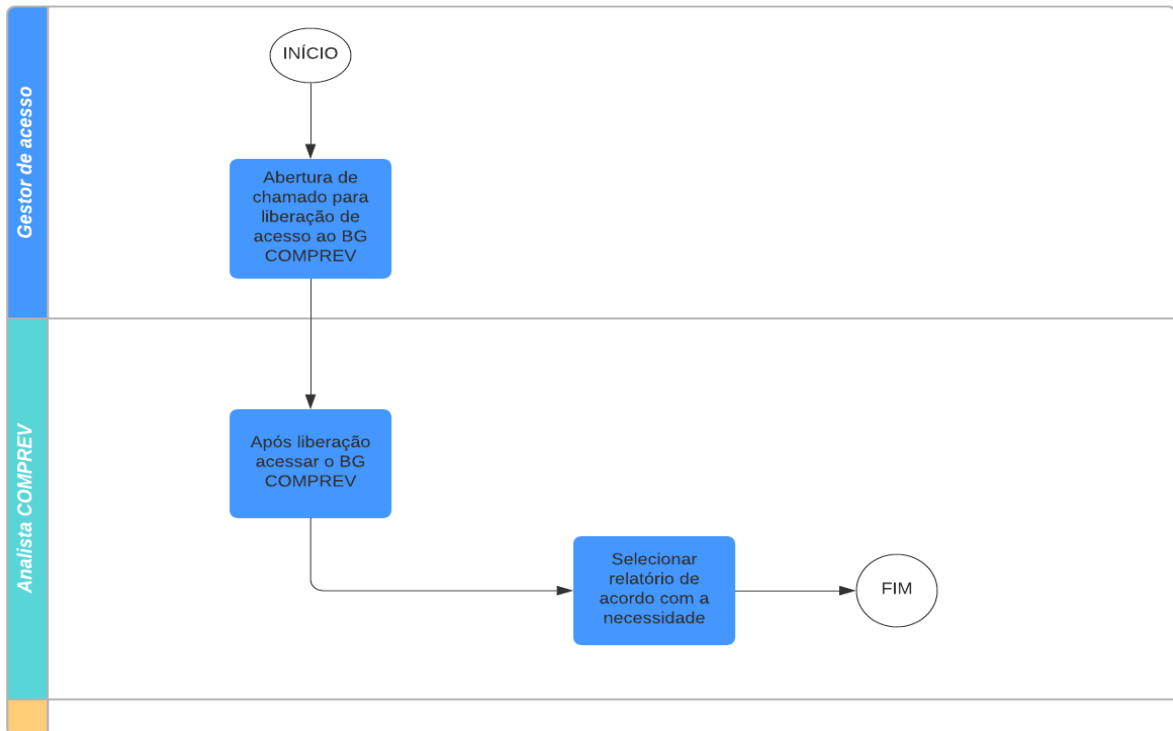 Gestor de acesso
INÍCIO
Abertura de
chamado para
liberação de
acesso ao BG
COMPREV
Analista COMPREV
Após liberação
acessar o BG
COMPREV
Selecionar
relatório de
acordo com a
necessidade
FIM